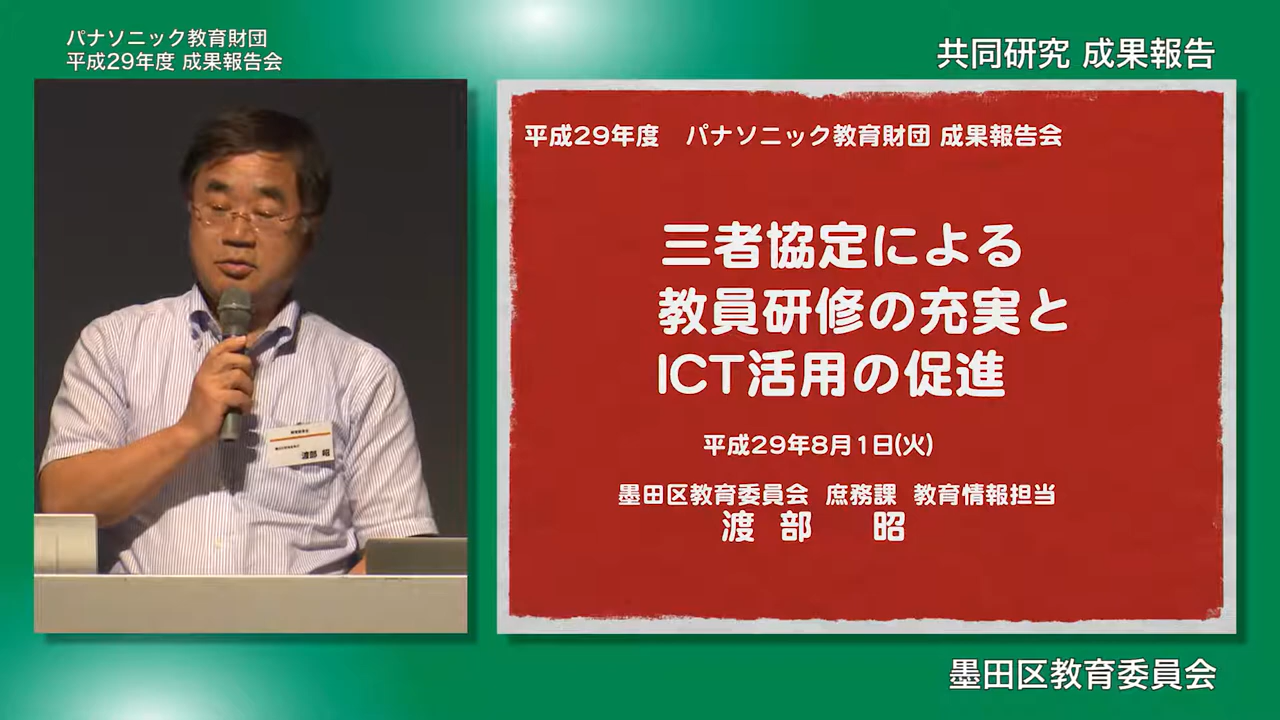 パナソニック教育財団
平成29年度 成果報告会
共同研究 成果報告
平成29年度　パナソニック教育財団 成果報告会
三者協定による
教員研修の充実と
ICT活用の促進
平成29年8月1日(火)
墨田区教育委員会 庶務課 教育情報担当
渡 部 　 昭
渡部 昭
墨田区教育委員会